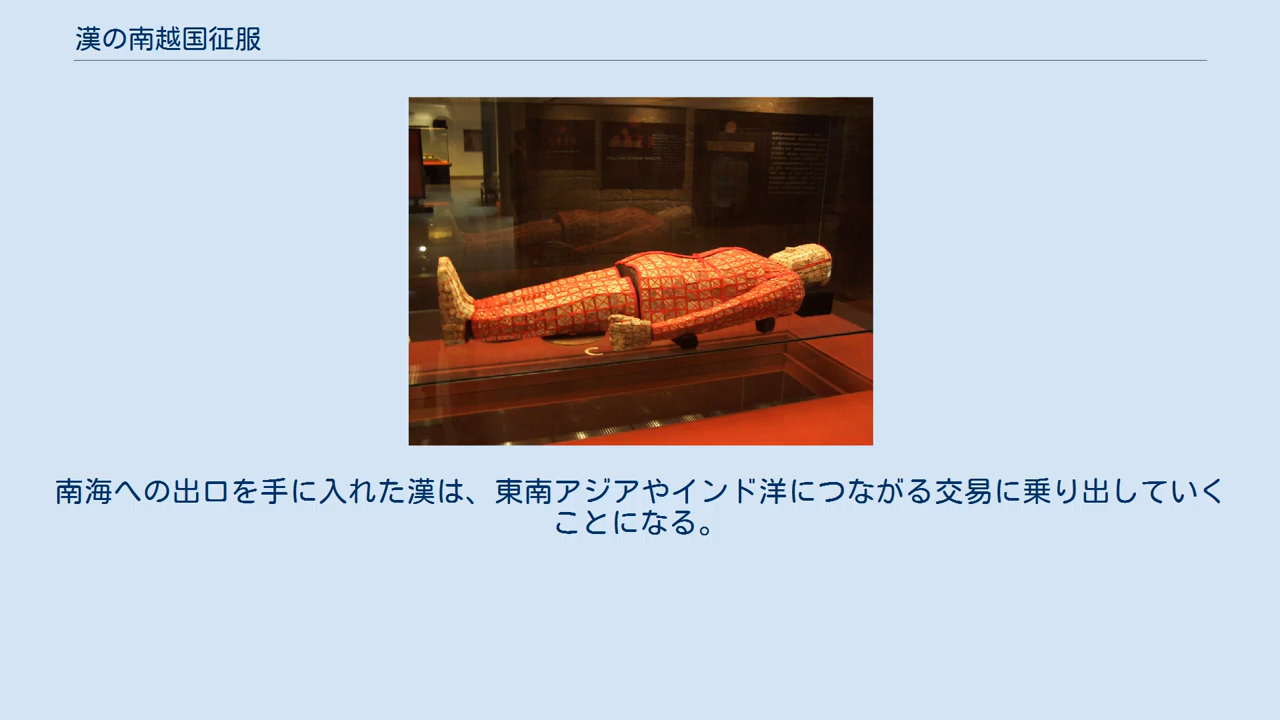 漢の南越国征服
南海への出口を手に入れた漢は、東南アジアやインド洋につながる交易に乗り出していく
ことになる。